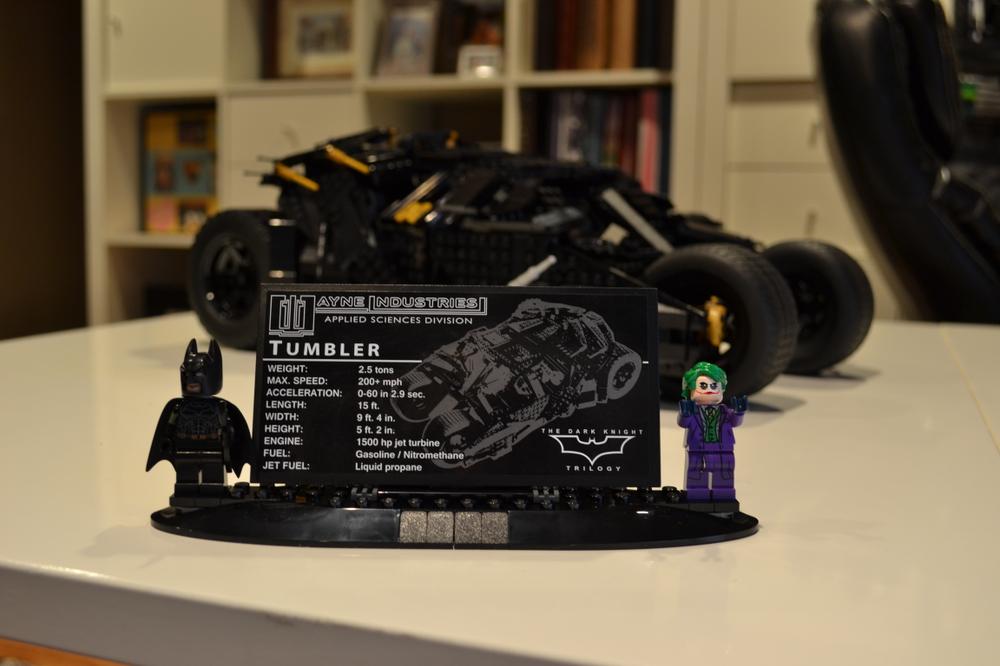 WAYNE INDUSTRIES
APPLIED SCIENCES DIVISION
TUMBLER
WEIGHT: 2.5 tons
MAX. SPEED: 200+ mph
ACCELERATION: 0-60 in 2.9 sec.
LENGTH: 15 ft.
WIDTH: 9 ft. 4 in.
HEIGHT: 5 ft. 2 in.
ENGINE: 1500 hp jet turbine
FUEL: Gasoline / Nitromethane
JET FUEL: Liquid propane
THE DARK KNIGHT
TRILOGY